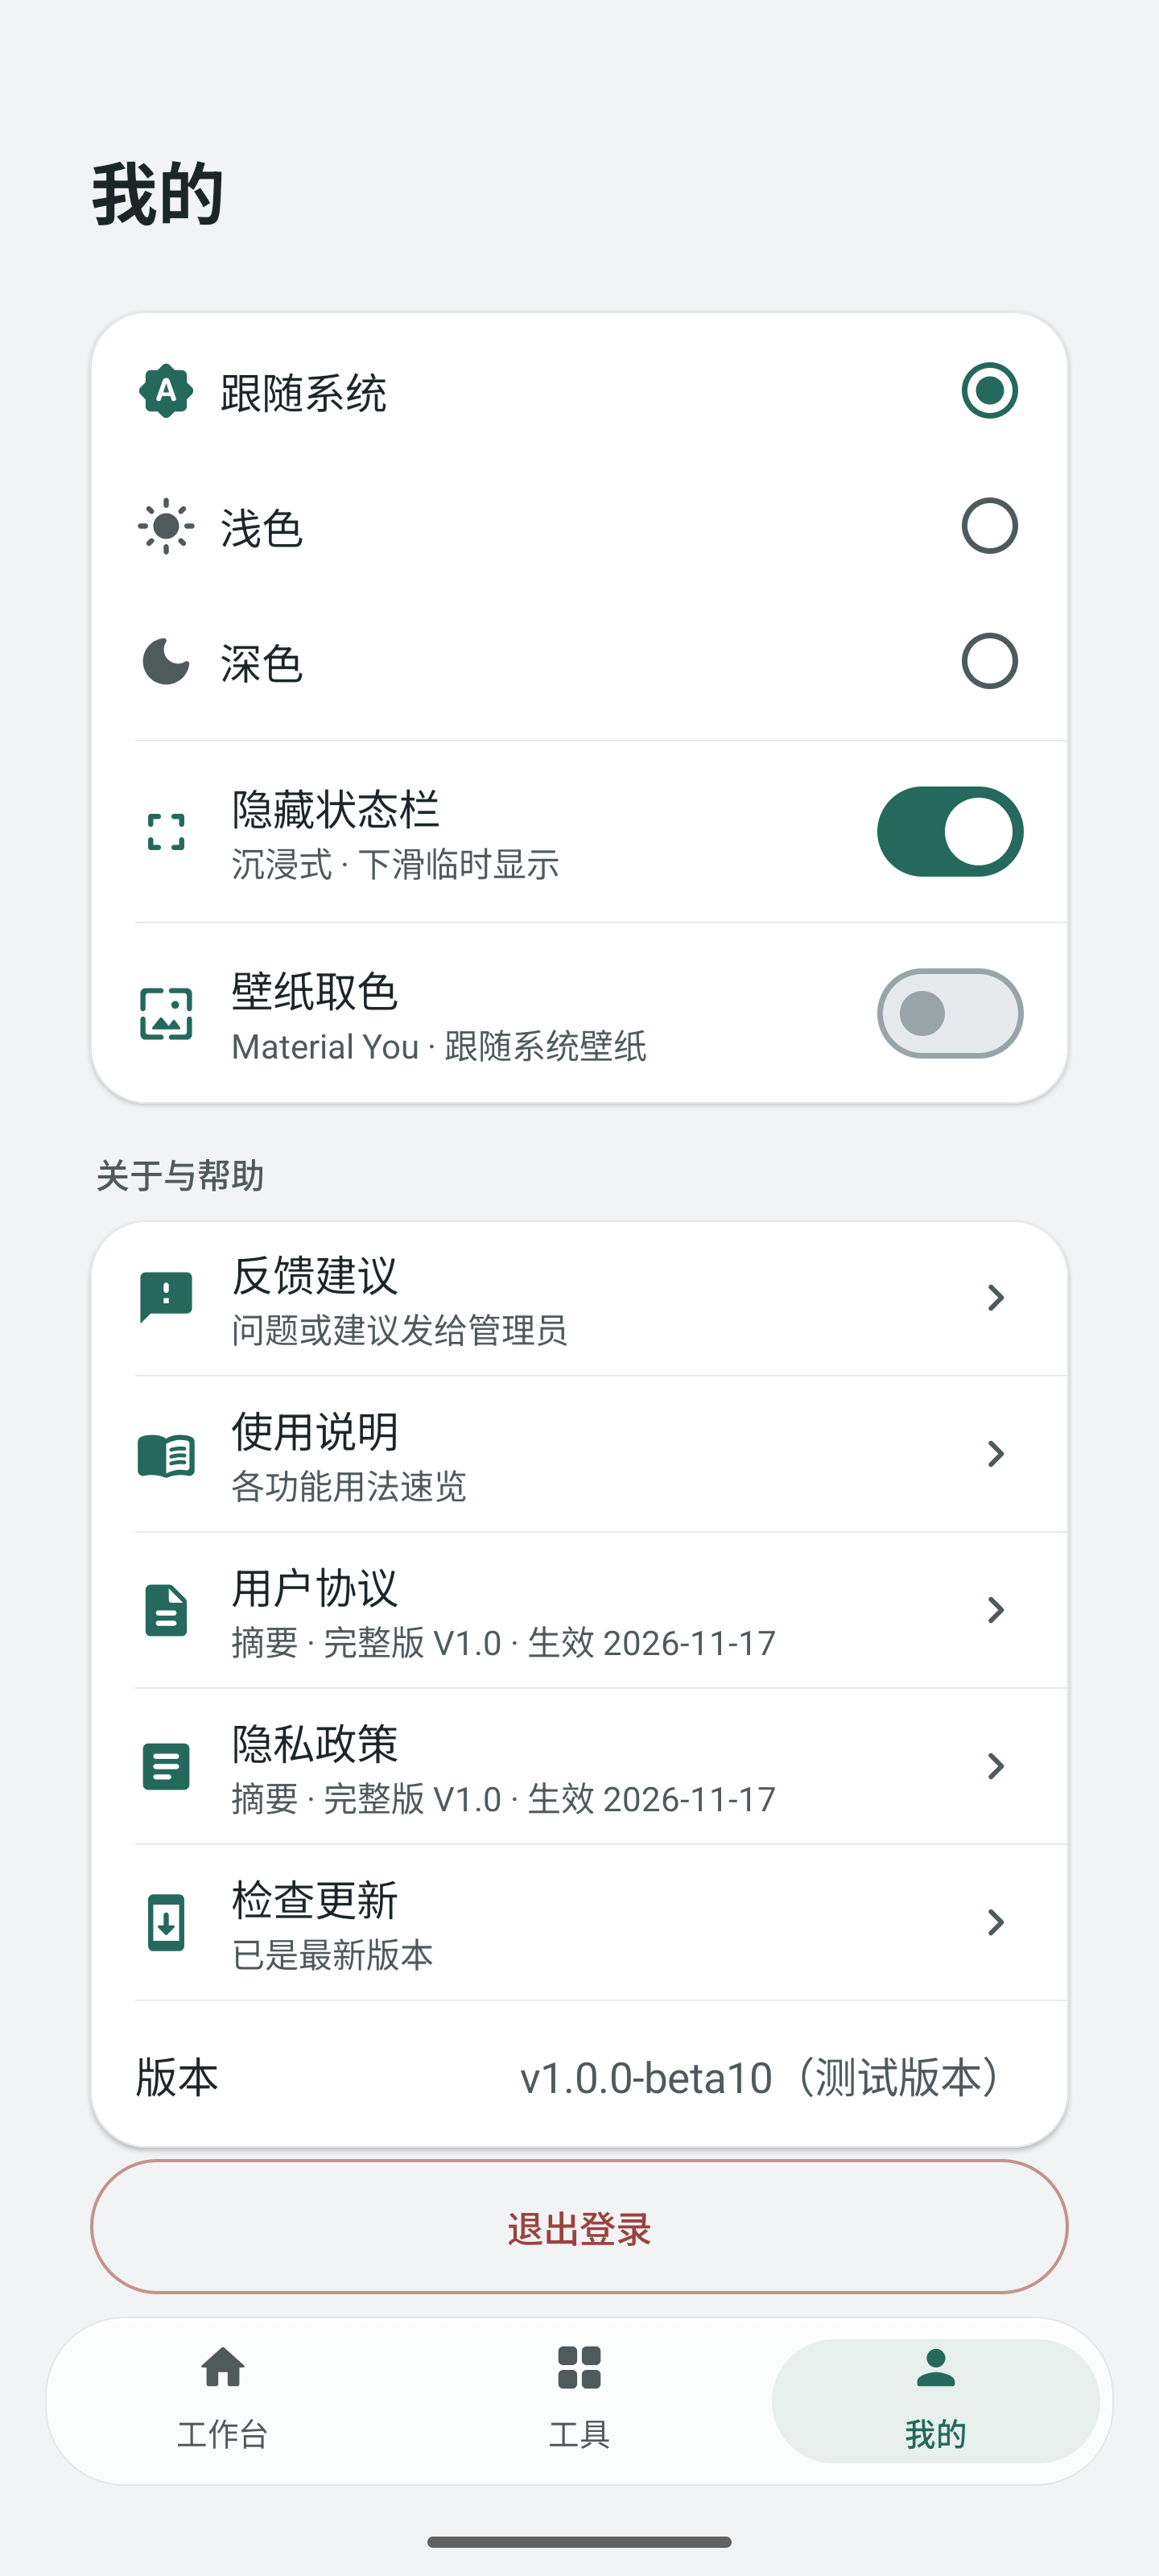 我的
跟随系统
浅色
深色
隐藏状态栏
沉浸式 · 下滑临时显示
壁纸取色
Material You · 跟随系统壁纸
关于与帮助
反馈建议
问题或建议发给管理员
使用说明
各功能用法速览
用户协议
摘要 · 完整版 V1.0 · 生效 2026-11-17
隐私政策
摘要 · 完整版 V1.0 · 生效 2026-11-17
检查更新
已是最新版本
版本 v1.0.0-beta10（测试版本）
退出登录
工作台 工具 我的